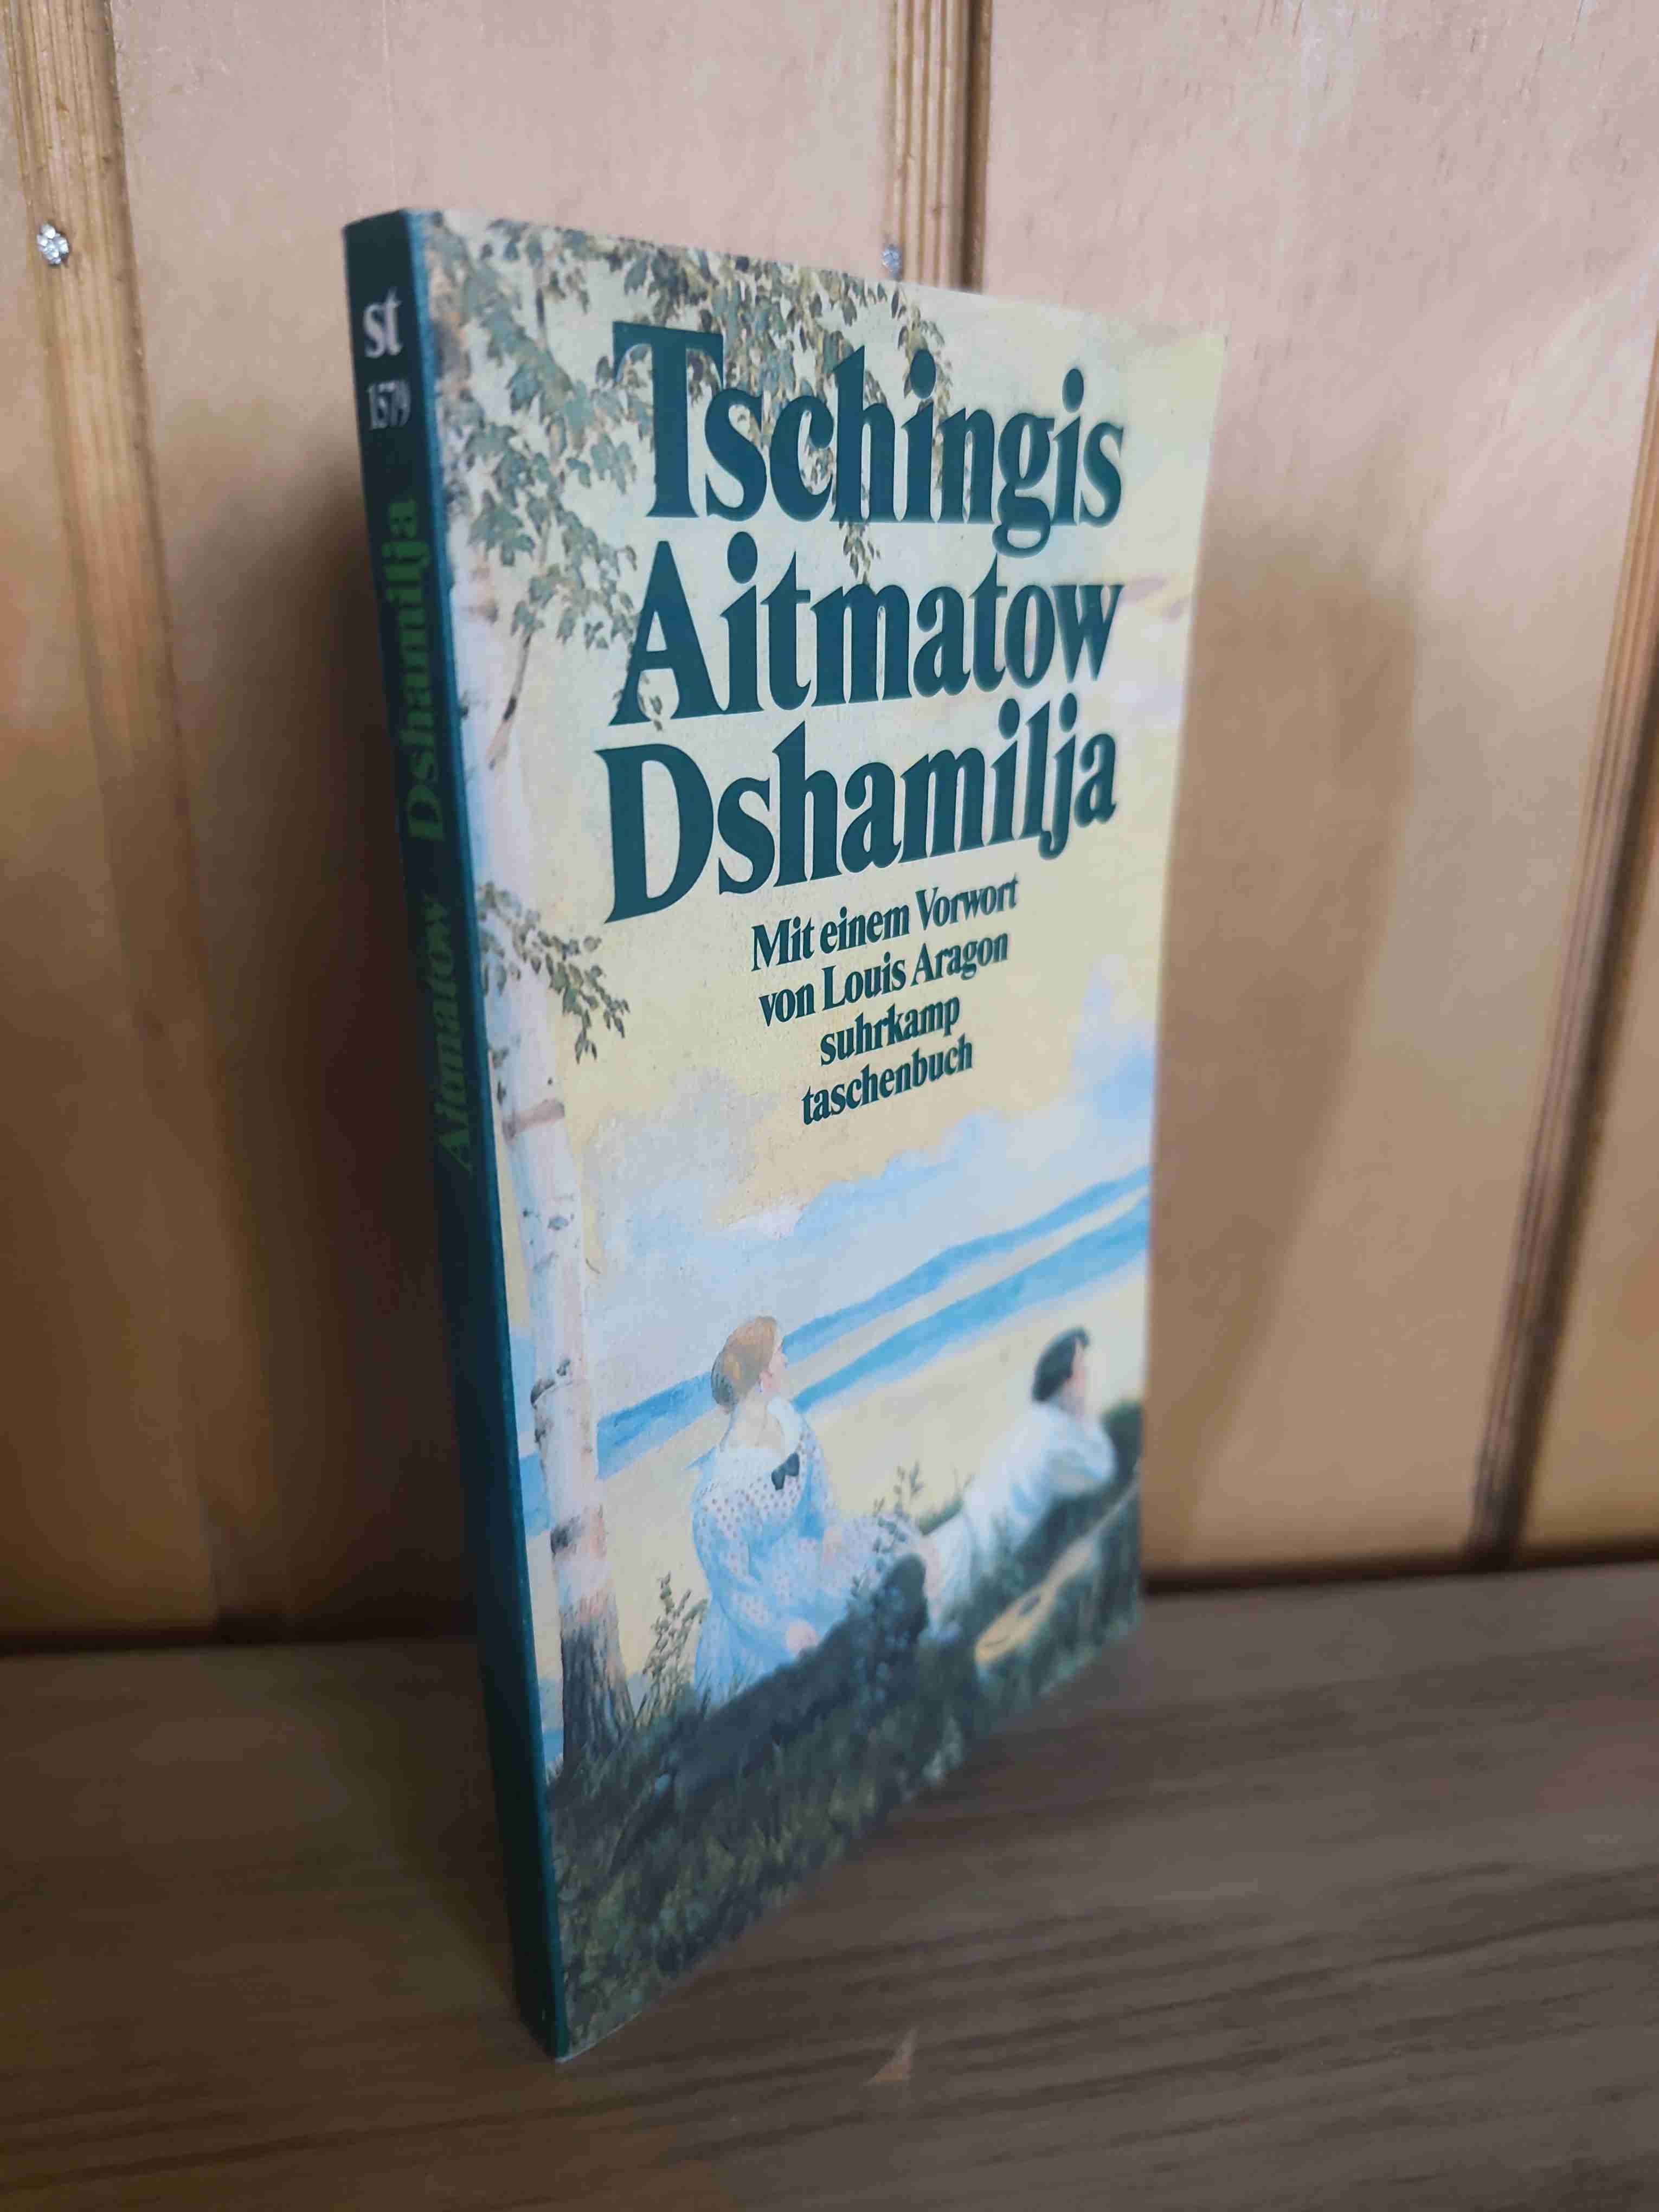 st
1579
Aitmatow Dshamilja
Tschingis
Aitmatow
Dshamilja
Mit einem Vorwort
von Louis Aragon
suhrkamp
taschenbuch